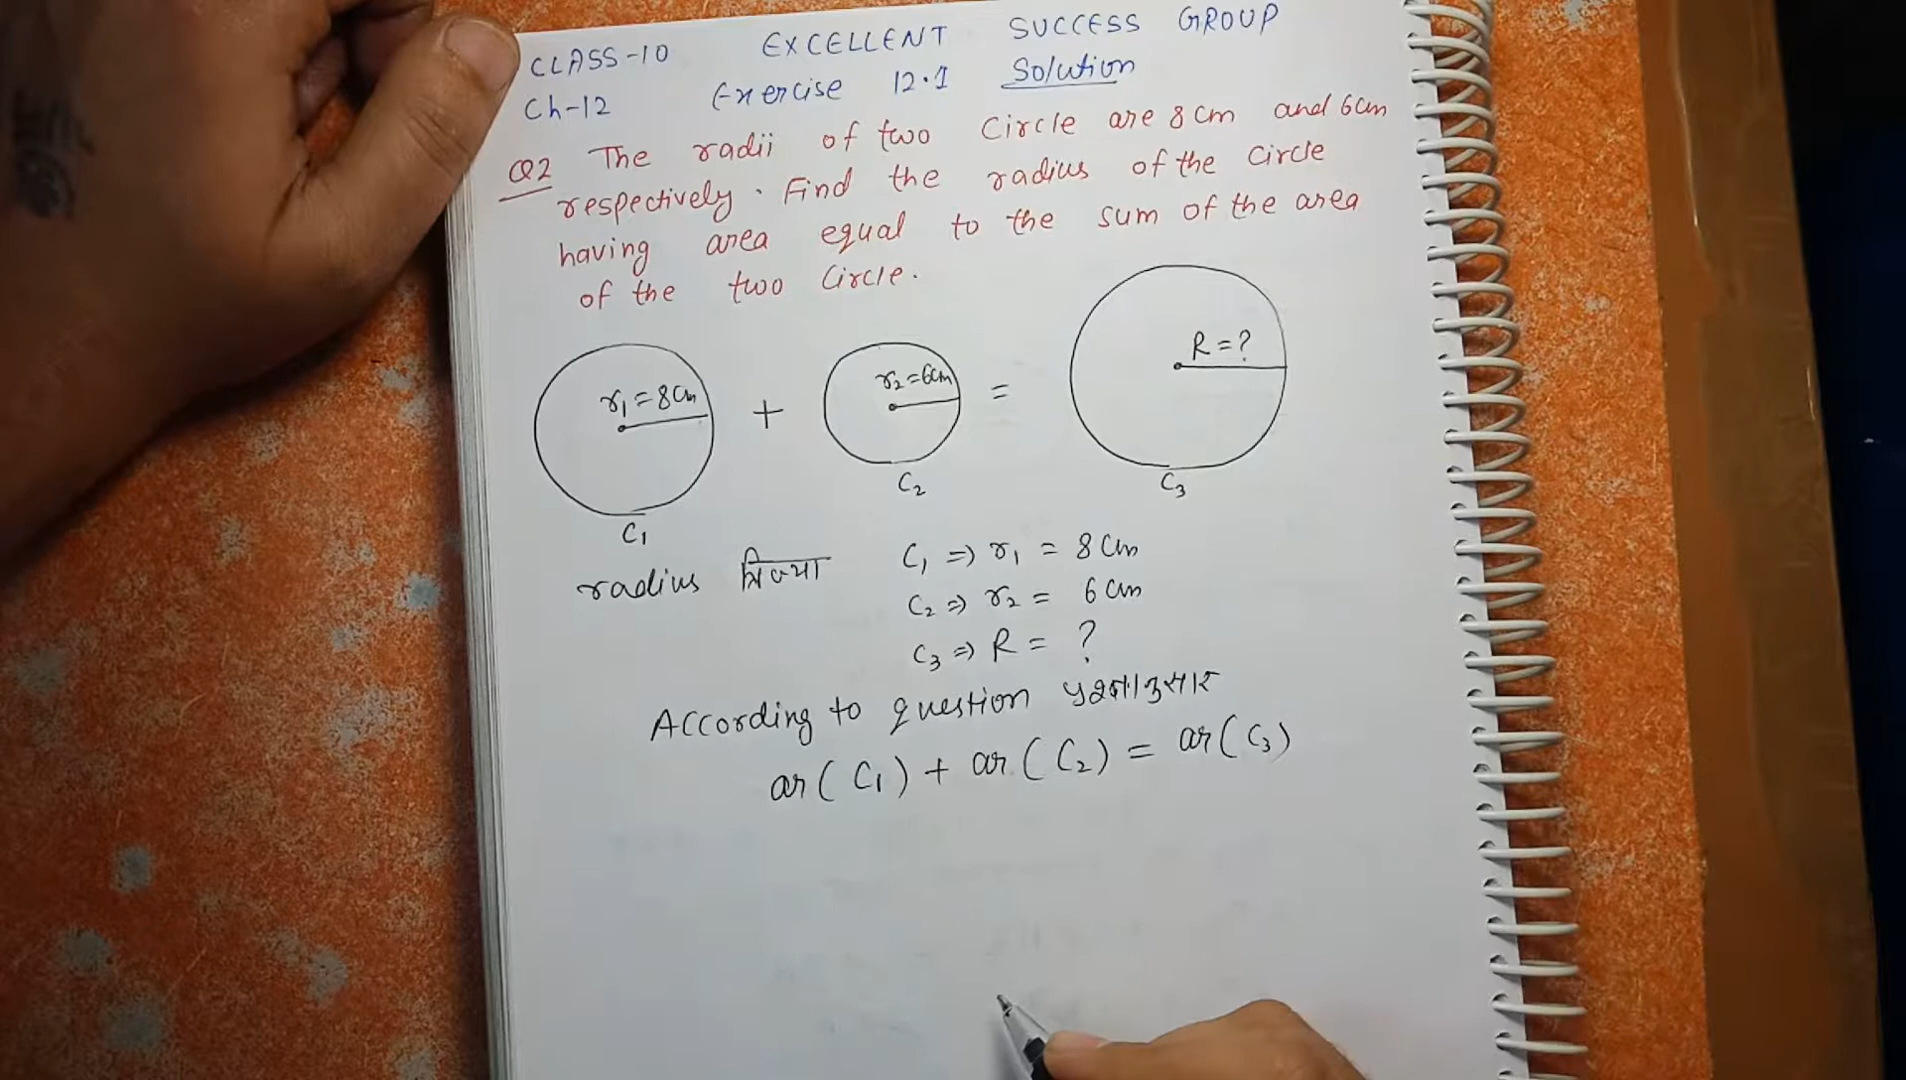 CLASS-10 EXCELLENT SUCCESS GROUP
Ch-12 Exercise 12.1 Solution
Q2 The radii of two Circle are 8 cm and 6 cm
respectively. Find the radius of the Circle
having area equal to the sum of the area
of the two Circle.
r₁ = 8 cm + r₂ = 6 cm = R = ?
C₁ C₂ C₃
radius त्रिज्या
C₁ => r₁ = 8 cm
C₂ => r₂ = 6 cm
C₃ => R = ?
According to question प्रश्नानुसार
ar(C₁) + ar(C₂) = ar(C₃)